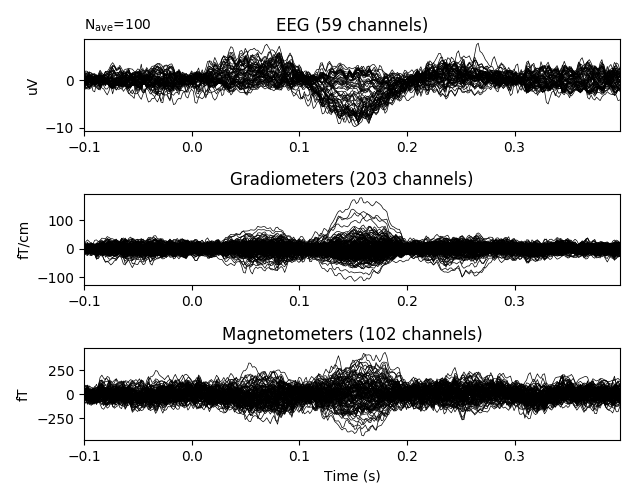 N_ave=100
EEG (59 channels)
uV
0
−10
−0.1 0.0 0.1 0.2 0.3
Gradiometers (203 channels)
fT/cm
100
0
−100
−0.1 0.0 0.1 0.2 0.3
Magnetometers (102 channels)
fT
250
0
−250
−0.1 0.0 0.1 0.2 0.3
Time (s)